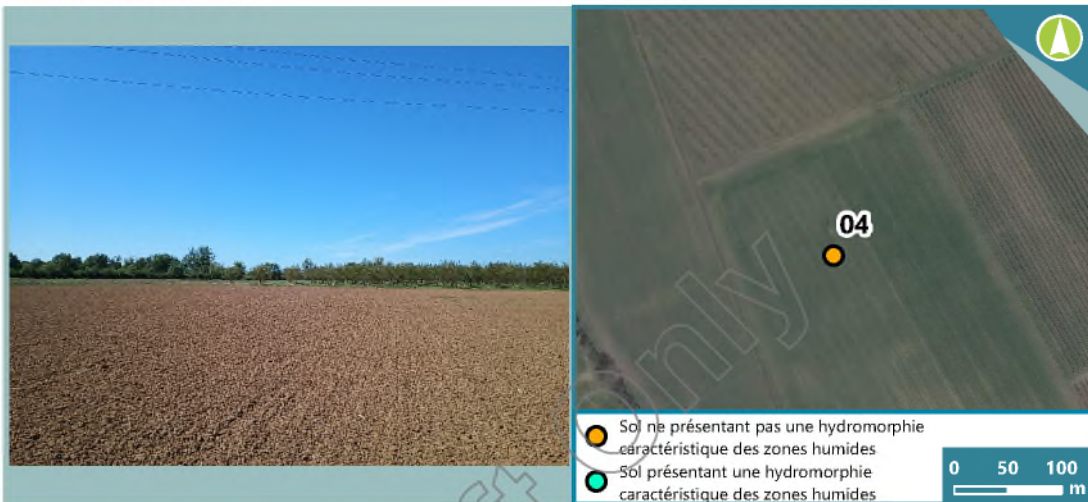 04
Sol ne présentant pas une hydromorphie
caractéristique des zones humides
Sol présentant une hydromorphie
caractéristique des zones humides
0 50 100
m
Only